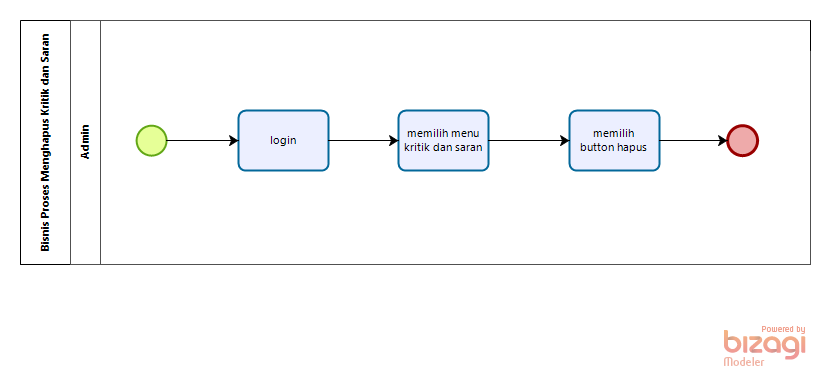 Bisnis Proses Menghapus Kritik dan Saran
Admin
login
memilih menu
kritik dan saran
memilih
button hapus
Powered by
bizagi
Modeler